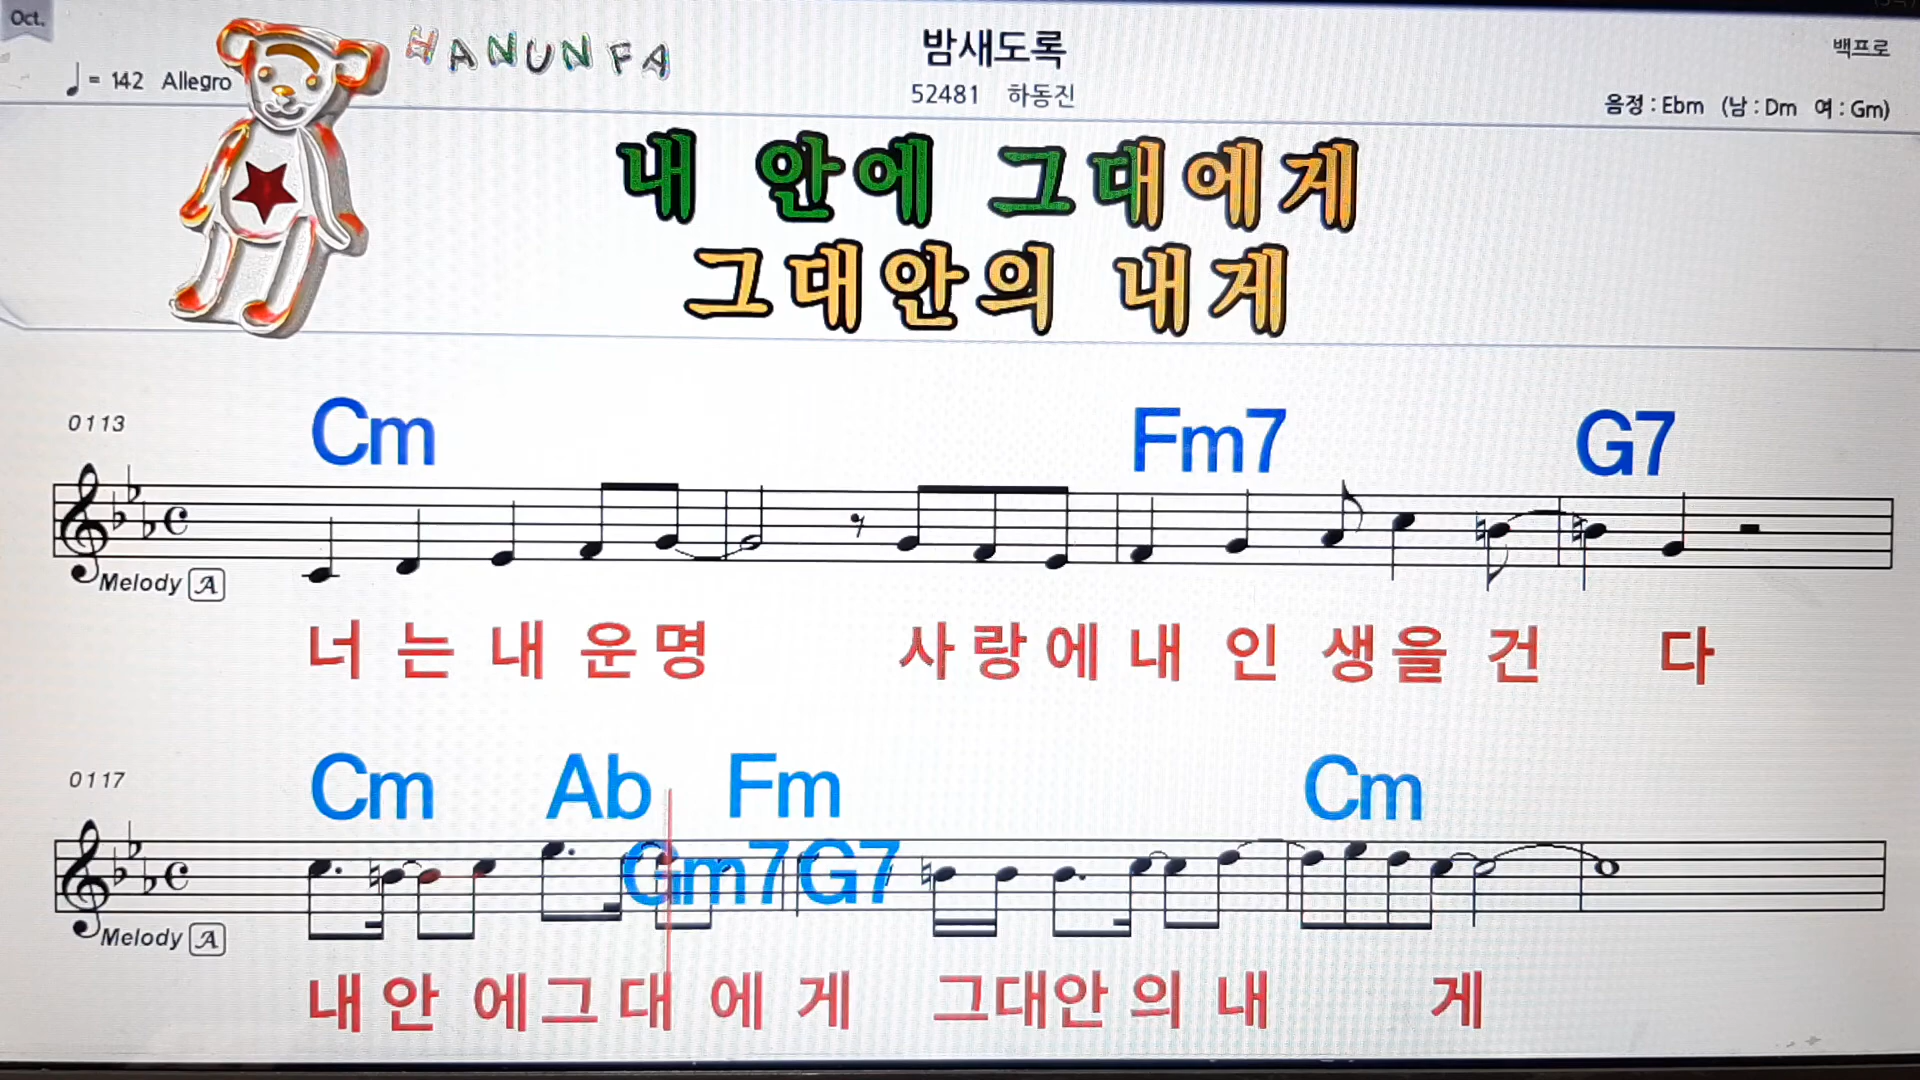 Oct.
♩ = 142 Allegro
HANUNFA
밤새도록
52481 하동진
백프로
음정 : Ebm (남 : Dm 여 : Gm)
내 안에 그대에게
그대안의 내게
0113
Cm Fm7 G7
Melody A
너 는 내 운 명 사 랑 에 내 인 생 을 건 다
0117
Cm Ab Fm Cm
Gm7 G7
Melody A
내 안 에 그 대 에 게 그 대 안 의 내 게